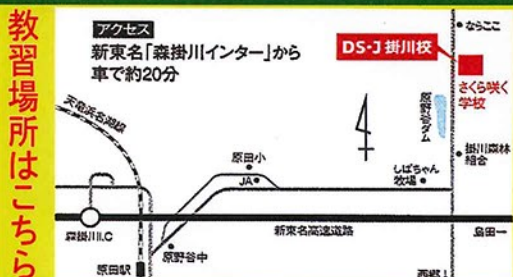 教習場所はこちら
アクセス
新東名「森掛川インター」から
車で約20分
DS-J 掛川校
ならここ
さくら咲く
学校
原野谷ダム
掛川森林
組合
天竜浜名湖線
原田小
JA
しばちゃん
牧場
森掛川I.C
新東名高速道路
島田
原野谷中
原田駅
西郷